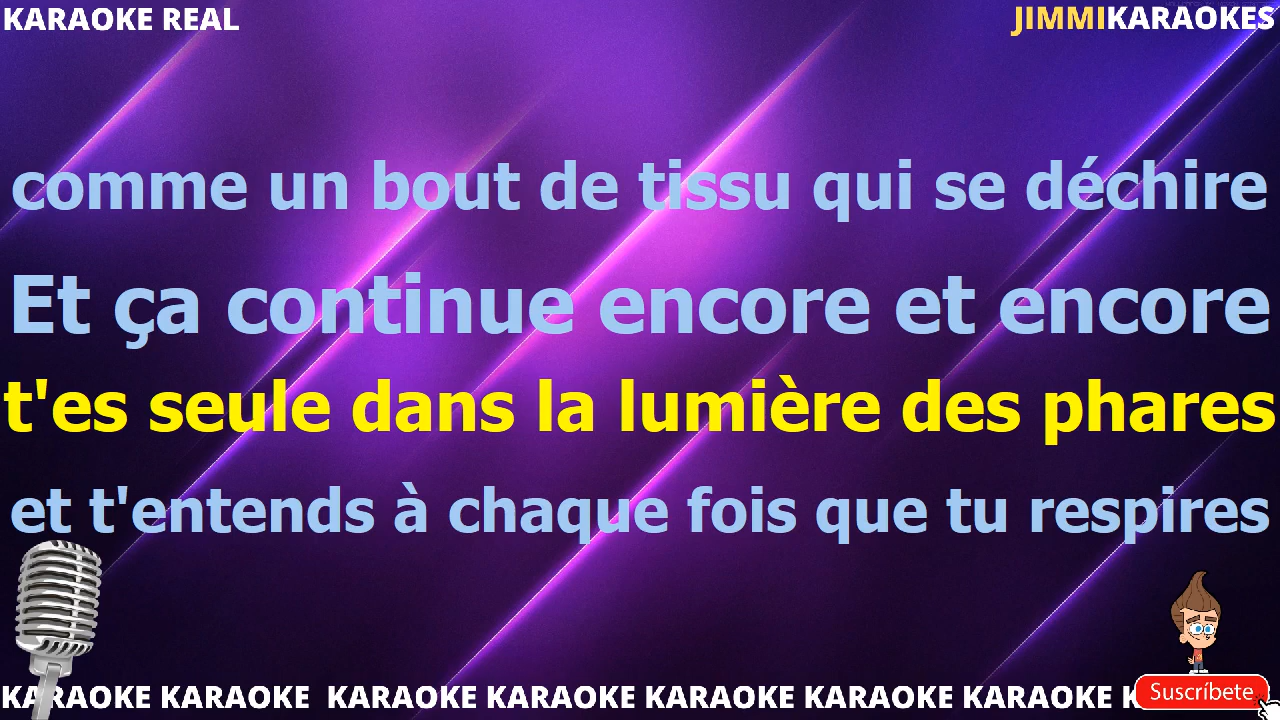 KARAOKE REAL
JIMMIKARAOKES
comme un bout de tissu qui se déchire
Et ça continue encore et encore
t'es seule dans la lumière des phares
et t'entends à chaque fois que tu respires
KARAOKE KARAOKE KARAOKE KARAOKE KARAOKE KARAOKE KARAOKE
Suscríbete